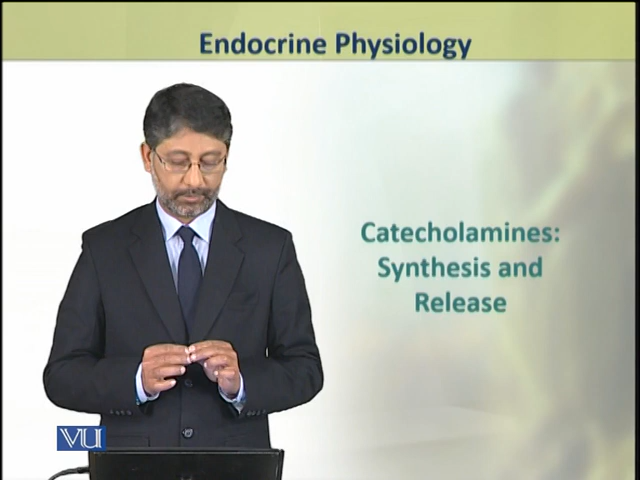 Endocrine Physiology
Catecholamines:
Synthesis and
Release
VU